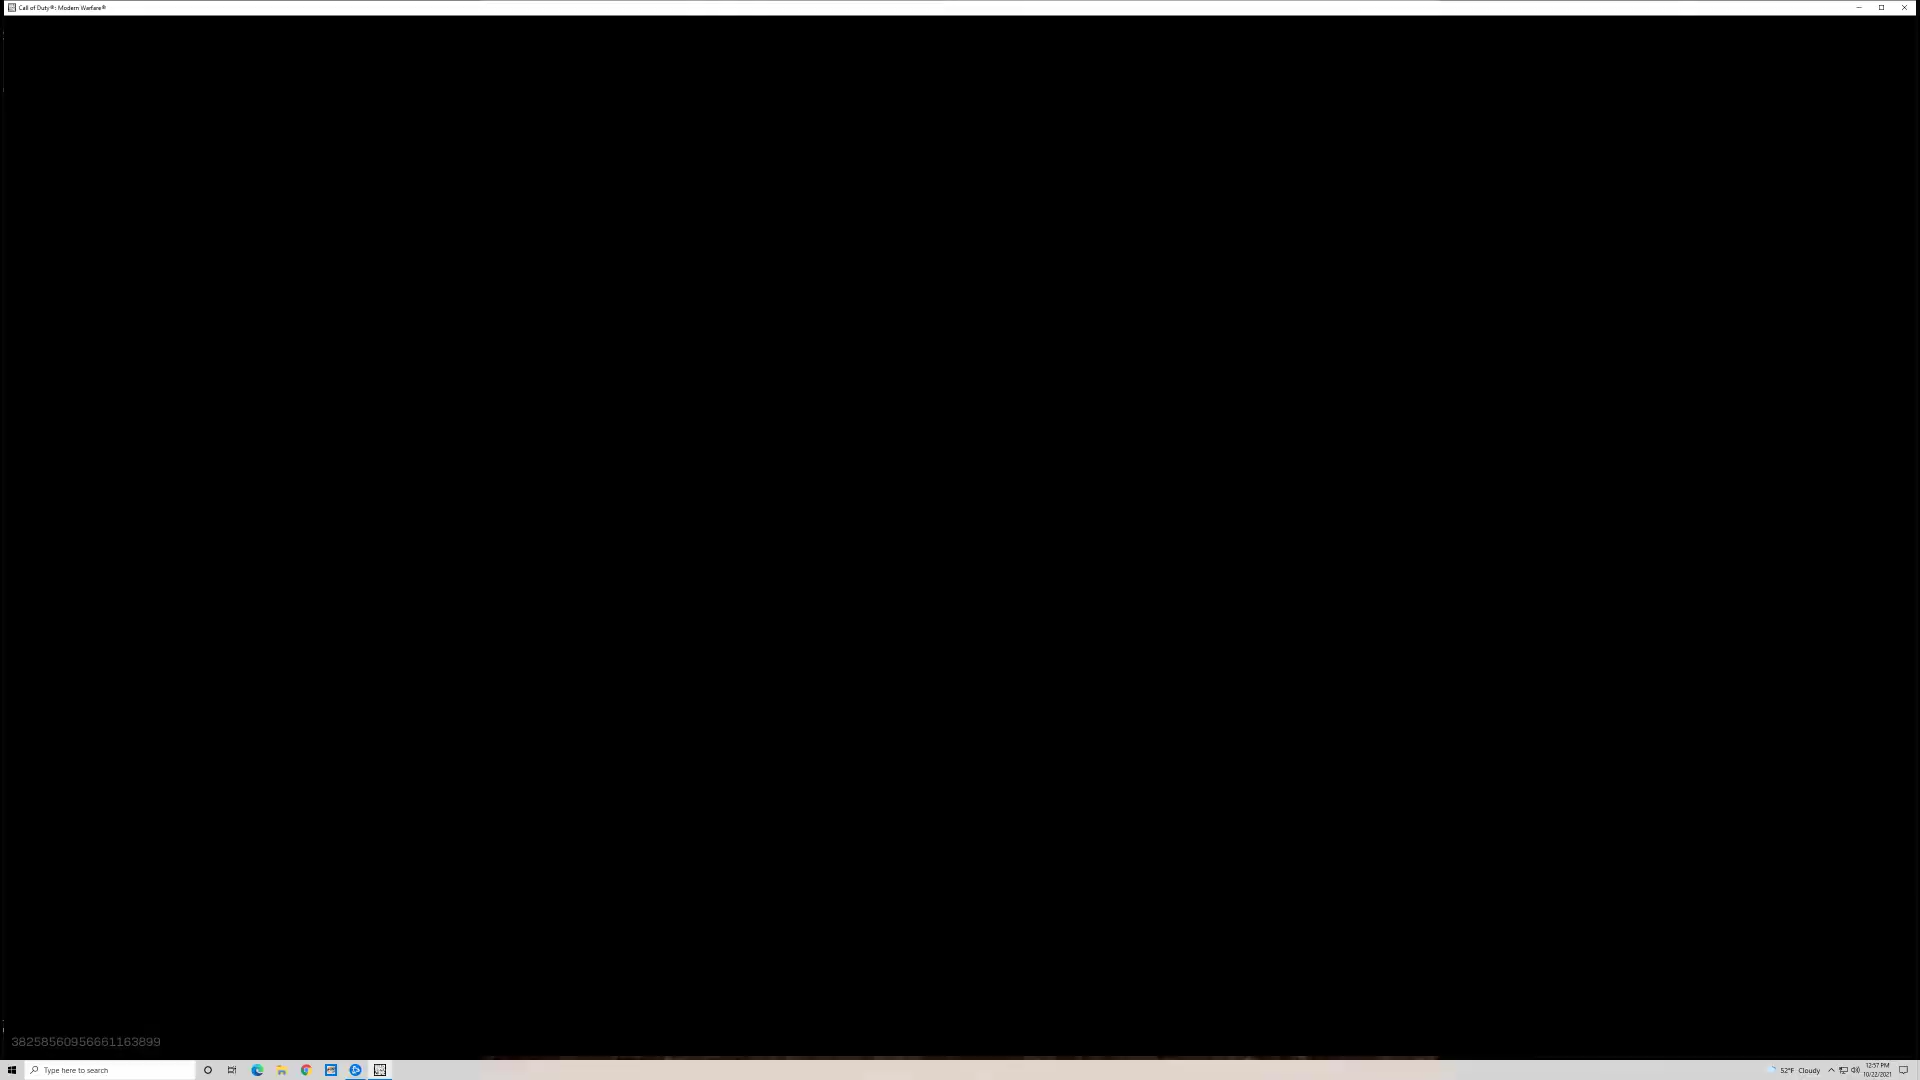 Call of Duty®: Modern Warfare®
38258560956661163899
Type here to search
52°F Cloudy
12:57 PM
10/22/2021